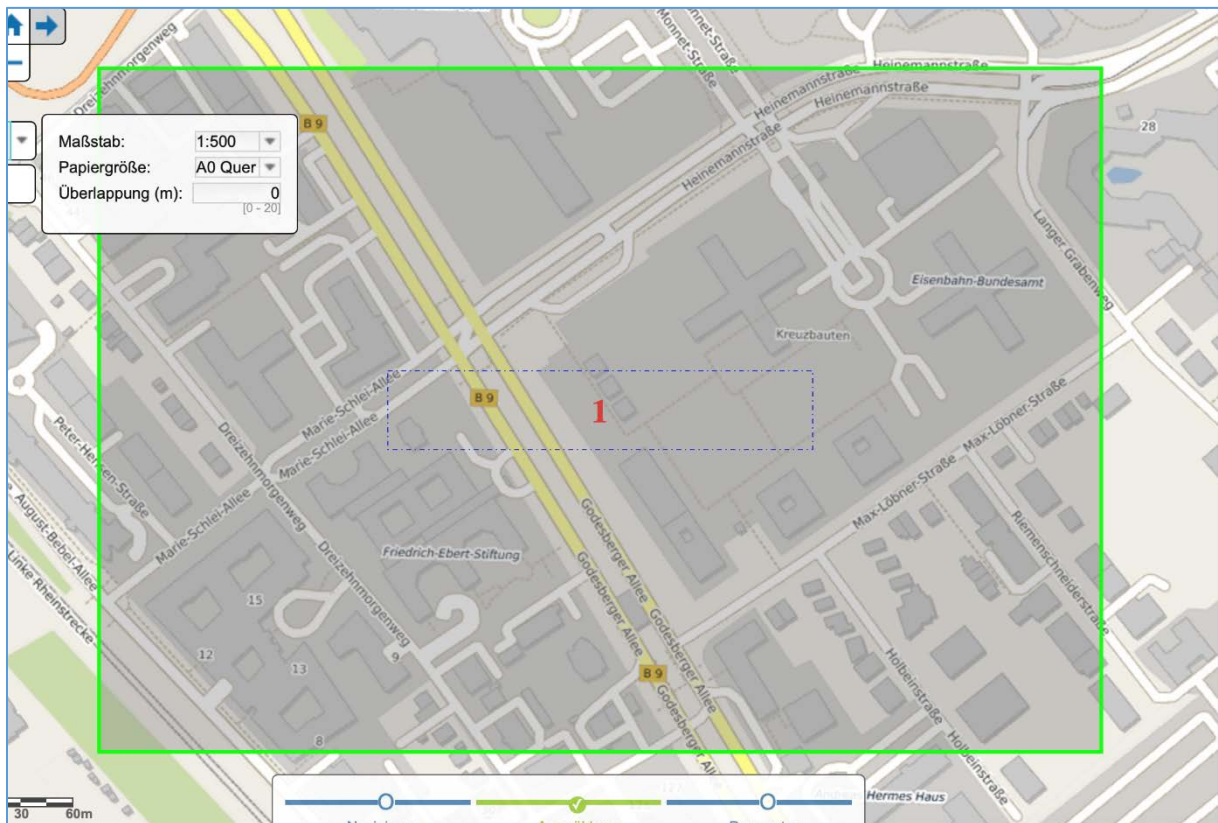 Monnet-Straße
Monnet-Straße
Dreizehnmorgenweg
Heinemannstraße
Heinemannstraße
Heinemannstraße
Heinemannstraße
B 9
28
Maßstab:
1:500
Papiergröße:
A0 Quer
Überlappung (m):
0
[0 - 20]
Langer Grabenweg
Eisenbahn-Bundesamt
Kreuzbauten
Marie-Schlei-Allee
B 9
1
Marie-Schlei-Allee
Peter-Hensen-Straße
Dreizehnmorgenweg
Max-Löbner-Straße
Max-Löbner-Straße
Marie-Schlei-Allee
August-Bebel-Allee
Linke Rheinstrecke
Godesberger Allee
Riemenschneiderstraße
Friedrich-Ebert-Stiftung
Dreizehnmorgenweg
Godesberger Allee
Godesberger Allee
15
12
13
9
8
B 9
Godesberger Allee
Holbeinstraße
Holbeinstraße
Hermes Haus
30
60m